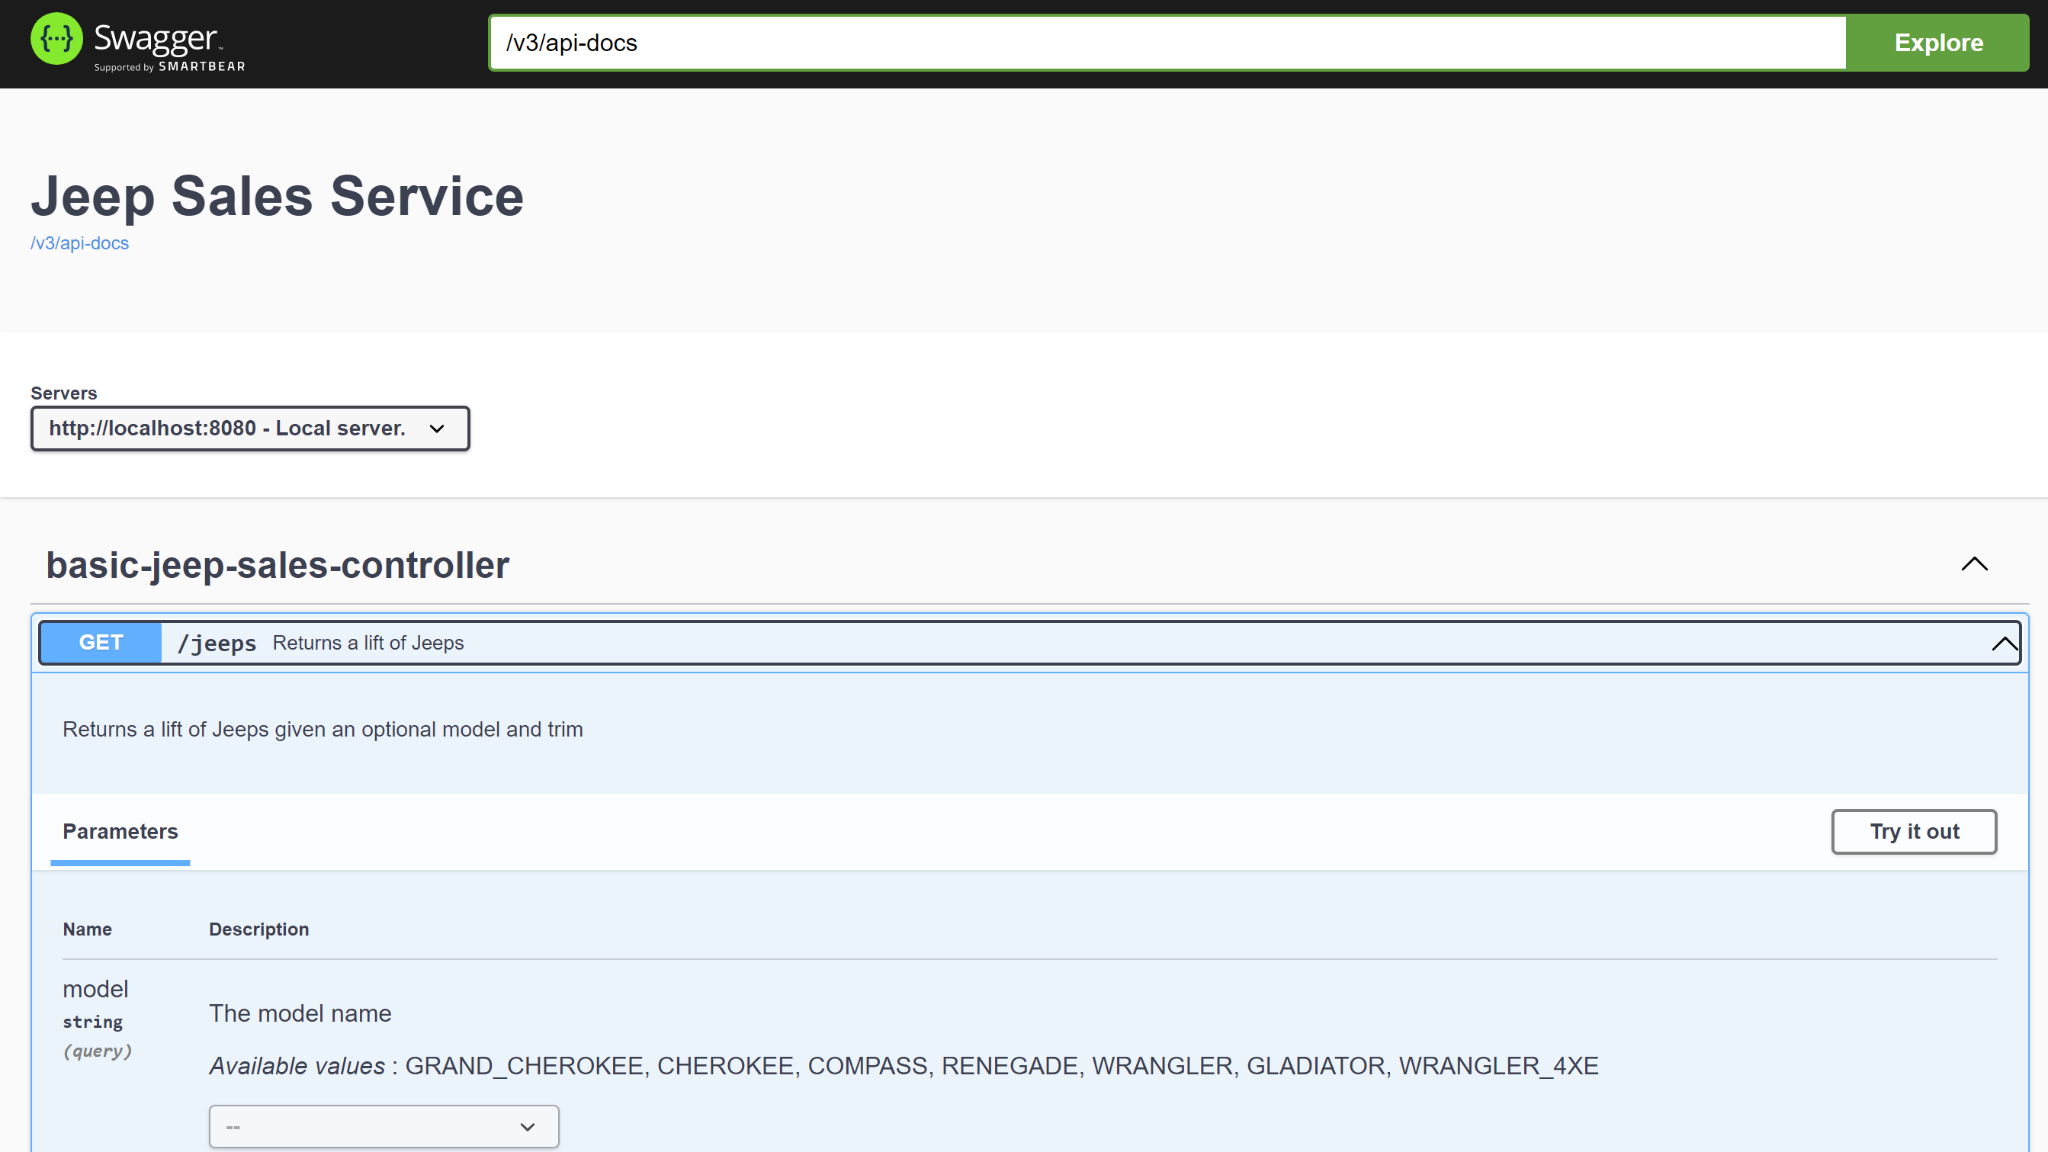 {···} Swagger™
Supported by SMARTBEAR
/v3/api-docs
Explore
Jeep Sales Service
/v3/api-docs
Servers
http://localhost:8080 - Local server.
basic-jeep-sales-controller
GET /jeeps Returns a lift of Jeeps
Returns a lift of Jeeps given an optional model and trim
Parameters
Try it out
Name Description
model
string
(query)
The model name
Available values : GRAND_CHEROKEE, CHEROKEE, COMPASS, RENEGADE, WRANGLER, GLADIATOR, WRANGLER_4XE
--